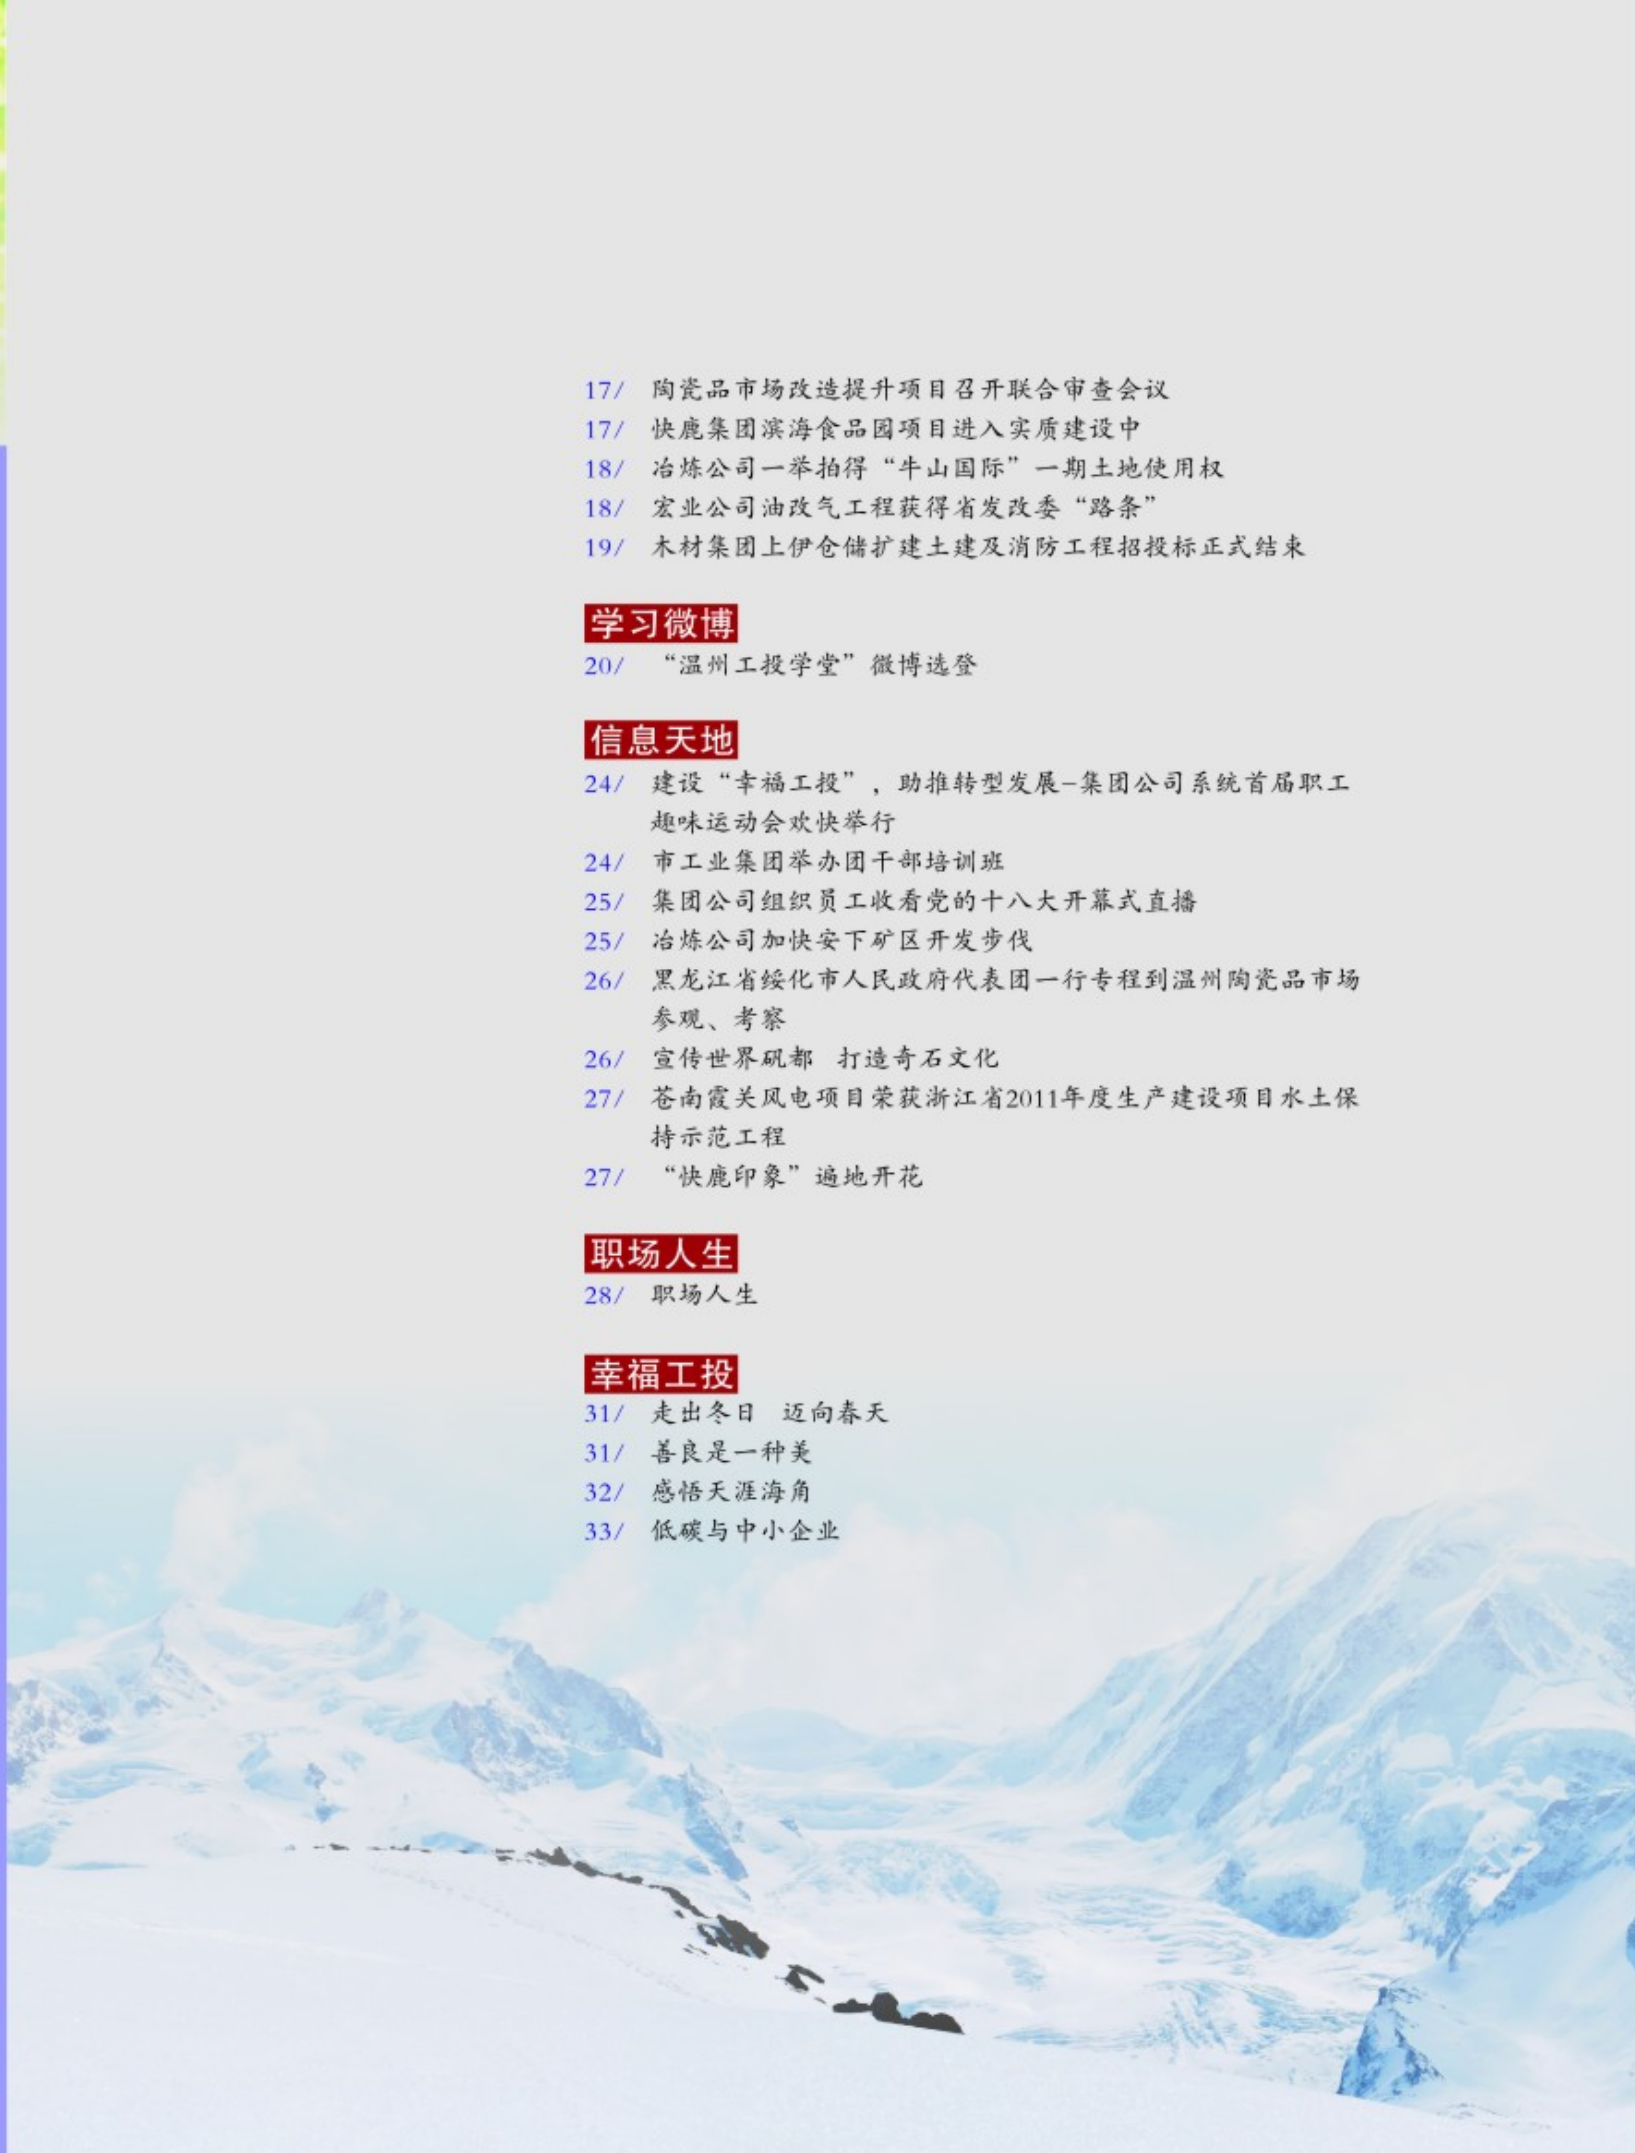 17/ 陶瓷品市场改造提升项目召开联合审查会议
17/ 快鹿集团滨海食品园项目进入实质建设中
18/ 冶炼公司一举拍得“牛山国际”一期土地使用权
18/ 宏业公司油改气工程获得省发改委“路条”
19/ 木材集团上伊仓储扩建土建及消防工程招投标正式结束
学习微博
20/ “温州工投学堂”微博选登
信息天地
24/ 建设“幸福工投”，助推转型发展-集团公司系统首届职工
趣味运动会欢快举行
24/ 市工业集团举办团干部培训班
25/ 集团公司组织员工收看党的十八大开幕式直播
25/ 冶炼公司加快安下矿区开发步伐
26/ 黑龙江省绥化市人民政府代表团一行专程到温州陶瓷品市场
参观、考察
26/ 宣传世界矾都 打造奇石文化
27/ 苍南霞关风电项目荣获浙江省2011年度生产建设项目水土保
持示范工程
27/ “快鹿印象”遍地开花
职场人生
28/ 职场人生
幸福工投
31/ 走出冬日 迈向春天
31/ 善良是一种美
32/ 感悟天涯海角
33/ 低碳与中小企业